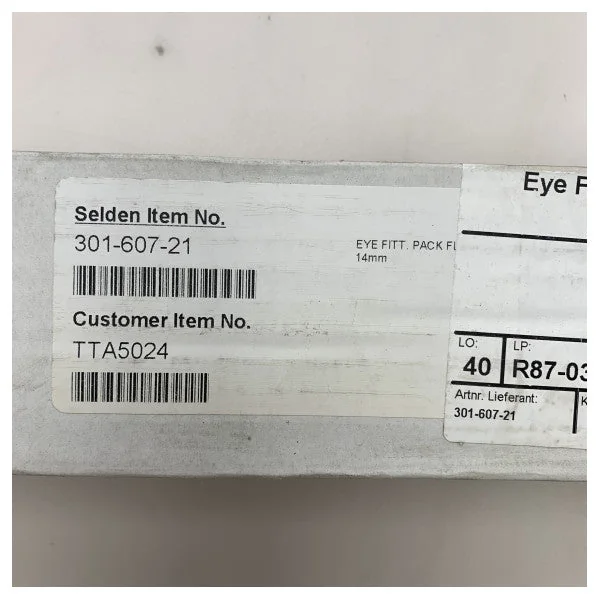 Selden Item No.
301-607-21
EYE FITT. PACK
14mm
Customer Item No.
TTA5024
Eye
LO:
40
LP:
R87-03
Artnr. Lieferant:
301-607-21